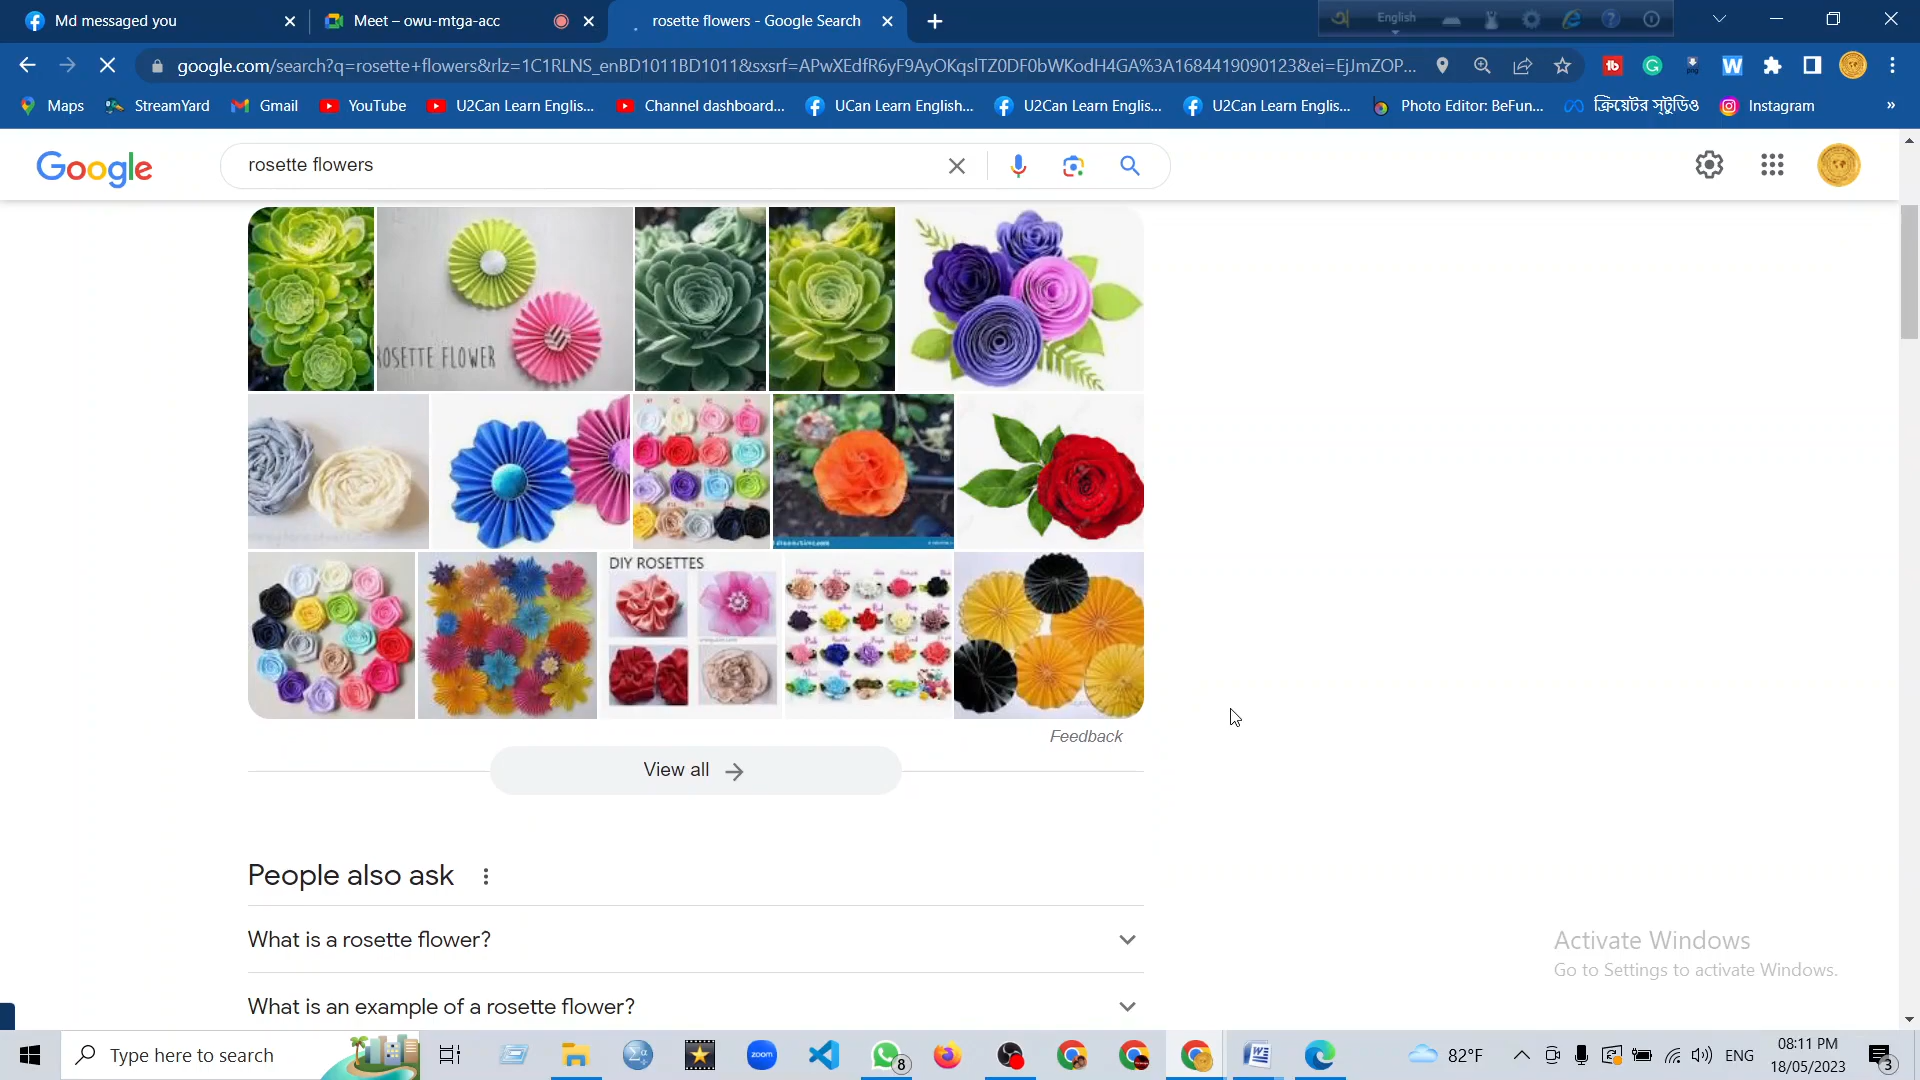 Md messaged you
Meet – owu-mtga-acc
rosette flowers - Google Search
English
google.com/search?q=rosette+flowers&rlz=1C1RLNS_enBD1011BD1011&sxsrf=APwXEdfR6yF9AyOKqslTZ0DF0bWKodH4GA%3A1684419090123&ei=EjJmZOP...
Maps
StreamYard
Gmail
YouTube
U2Can Learn Englis...
Channel dashboard...
UCan Learn English...
U2Can Learn Englis...
U2Can Learn Englis...
Photo Editor: BeFun...
ক্রিয়েটর স্টুডিও
Instagram
»
Google
rosette flowers
ROSETTE FLOWER
DIY ROSETTES
Feedback
View all
People also ask
What is a rosette flower?
What is an example of a rosette flower?
Activate Windows
Go to Settings to activate Windows.
Type here to search
zoom
8
82°F
ENG
08:11 PM
18/05/2023
3